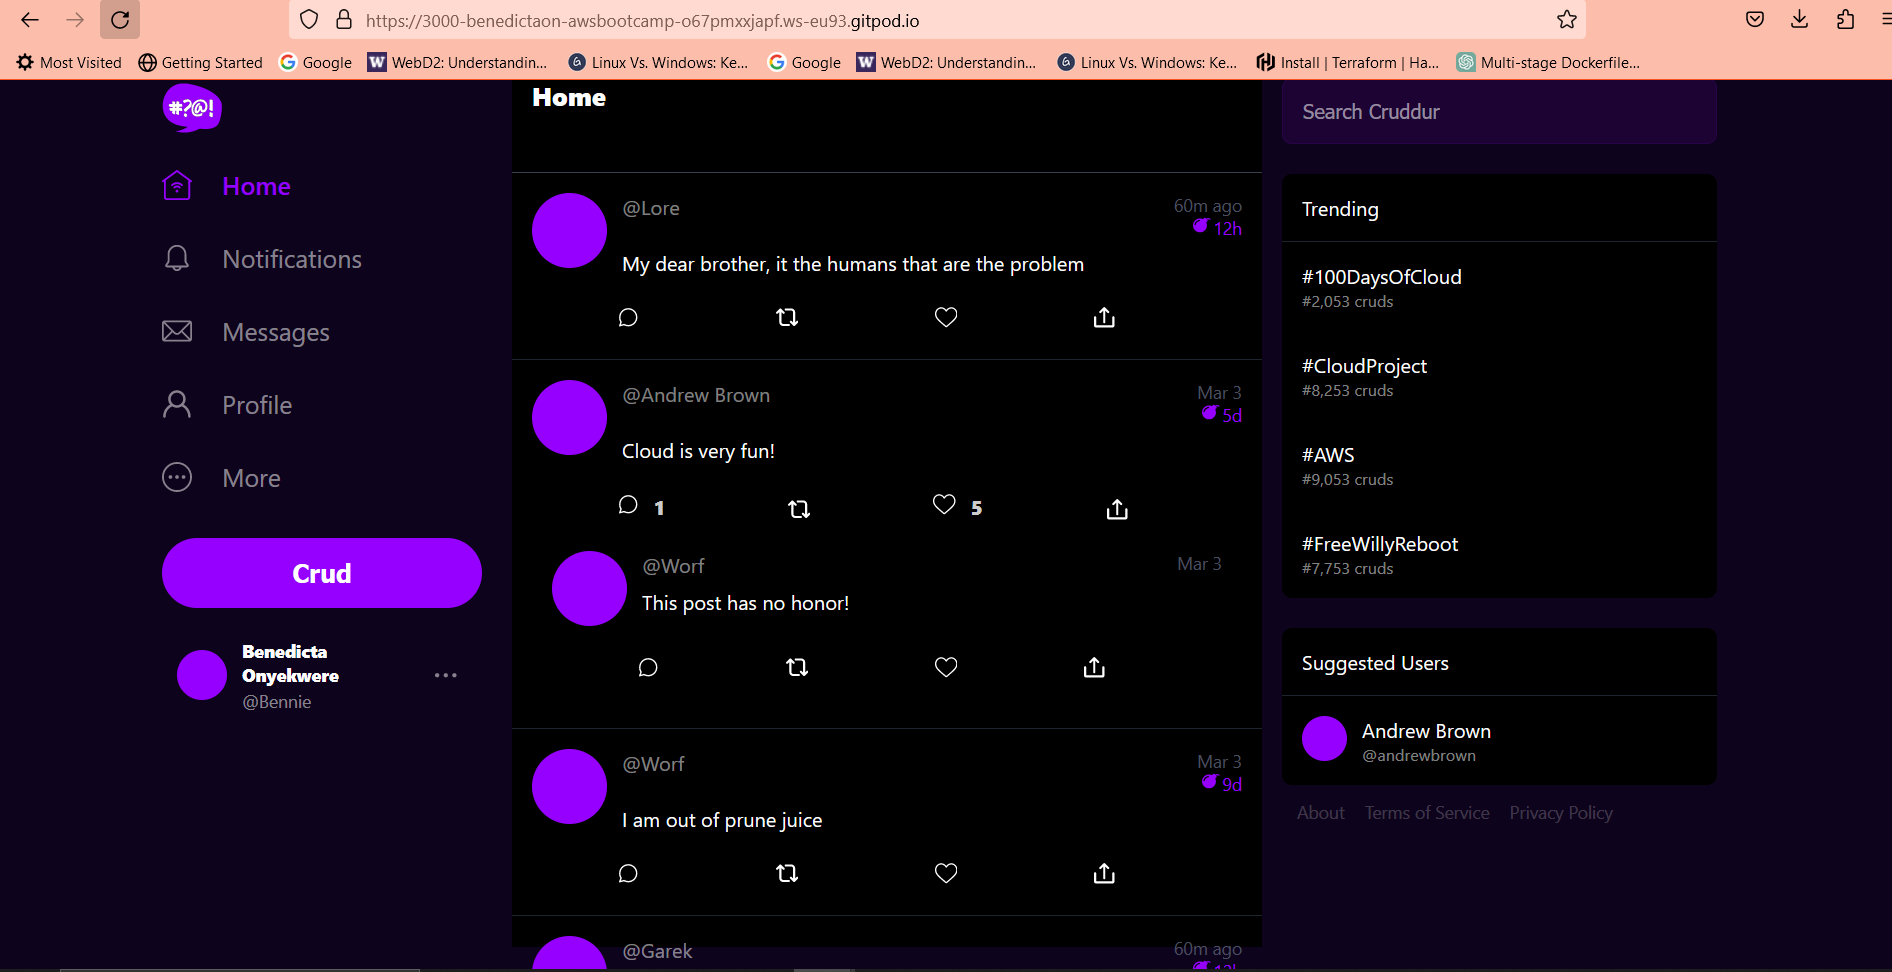 https://3000-benedictaon-awsbootcamp-o67pmxxjapf.ws-eu93.gitpod.io
Most Visited
Getting Started
Google
WebD2: Understandin...
Linux Vs. Windows: Ke...
Google
WebD2: Understandin...
Linux Vs. Windows: Ke...
Install | Terraform | Ha...
Multi-stage Dockerfile...
#?@!
Home
Notifications
Messages
Profile
More
Crud
Benedicta
Onyekwere
@Bennie
Home
@Lore
60m ago
12h
My dear brother, it the humans that are the problem
@Andrew Brown
Mar 3
5d
Cloud is very fun!
1
5
@Worf
Mar 3
This post has no honor!
@Worf
Mar 3
9d
I am out of prune juice
@Garek
60m ago
Search Cruddur
Trending
#100DaysOfCloud
#2,053 cruds
#CloudProject
#8,253 cruds
#AWS
#9,053 cruds
#FreeWillyReboot
#7,753 cruds
Suggested Users
Andrew Brown
@andrewbrown
About Terms of Service Privacy Policy